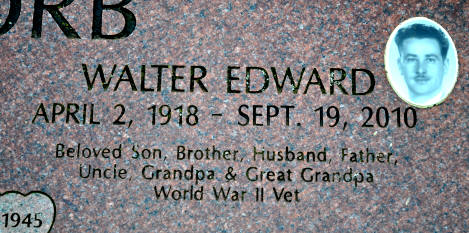 ORB
WALTER EDWARD
APRIL 2, 1918 - SEPT. 19, 2010
Beloved Son, Brother, Husband, Father,
Uncle, Grandpa & Great Grandpa
World War II Vet
1945